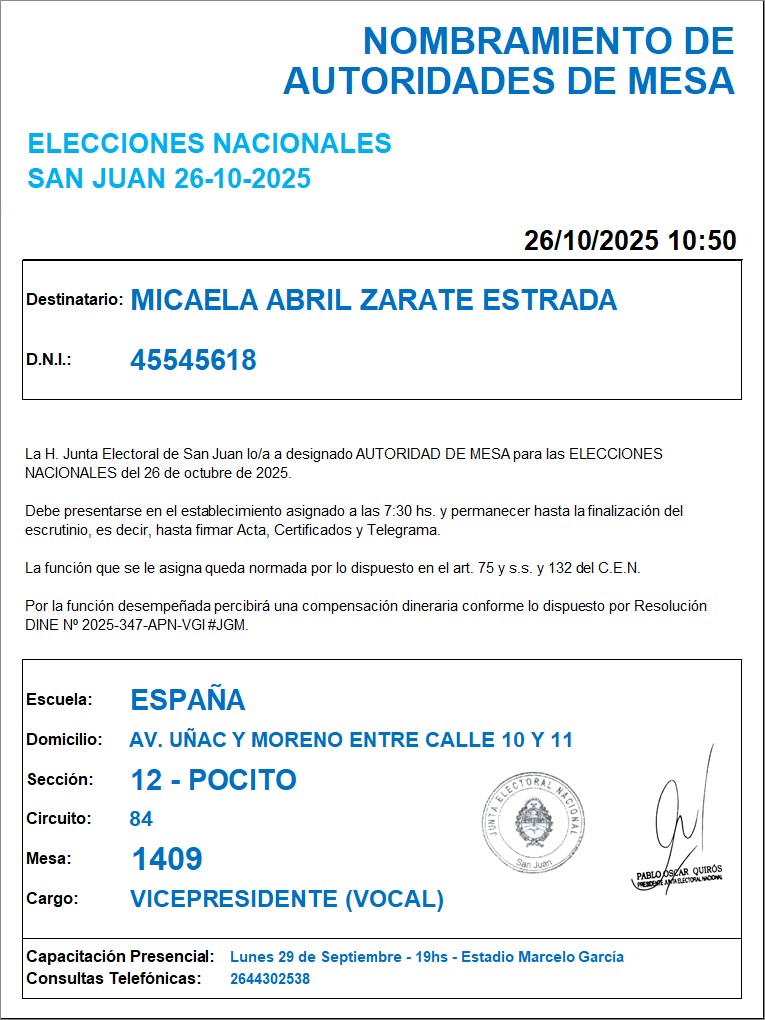 NOMBRAMIENTO DE
AUTORIDADES DE MESA
ELECCIONES NACIONALES
SAN JUAN 26-10-2025
26/10/2025 10:50
Destinatario: MICAELA ABRIL ZARATE ESTRADA
D.N.I.: 45545618
La H. Junta Electoral de San Juan lo/a a designado AUTORIDAD DE MESA para las ELECCIONES
NACIONALES del 26 de octubre de 2025.
Debe presentarse en el establecimiento asignado a las 7:30 hs. y permanecer hasta la finalización del
escrutinio, es decir, hasta firmar Acta, Certificados y Telegrama.
La función que se le asigna queda normada por lo dispuesto en el art. 75 y s.s. y 132 del C.E.N.
Por la función desempeñada percibirá una compensación dineraria conforme lo dispuesto por Resolución
DINE Nº 2025-347-APN-VGI#JGM.
Escuela: ESPAÑA
Domicilio: AV. UÑAC Y MORENO ENTRE CALLE 10 Y 11
Sección: 12 - POCITO
Circuito: 84
Mesa: 1409
Cargo: VICEPRESIDENTE (VOCAL)
JUNTA ELECTORAL NACIONAL
San Juan
PABLO OSCAR QUIRÓS
PRESIDENTE JUNTA ELECTORAL NACIONAL
Capacitación Presencial: Lunes 29 de Septiembre - 19hs - Estadio Marcelo García
Consultas Telefónicas: 2644302538